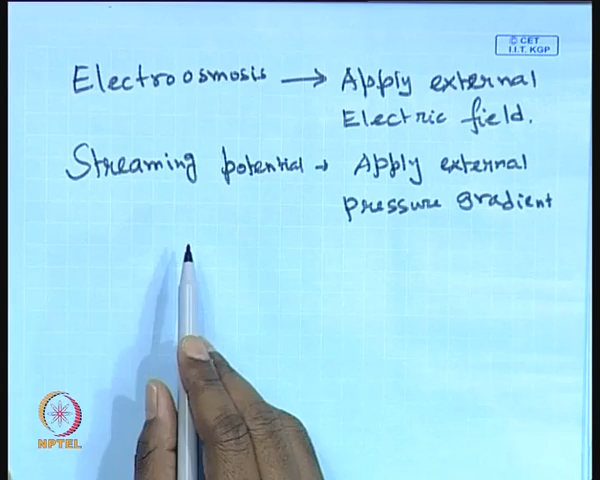 © CET
I.I.T. KGP
Electroosmosis → Apply external
Electric field.
Streaming potential → Apply external
pressure gradient
NPTEL